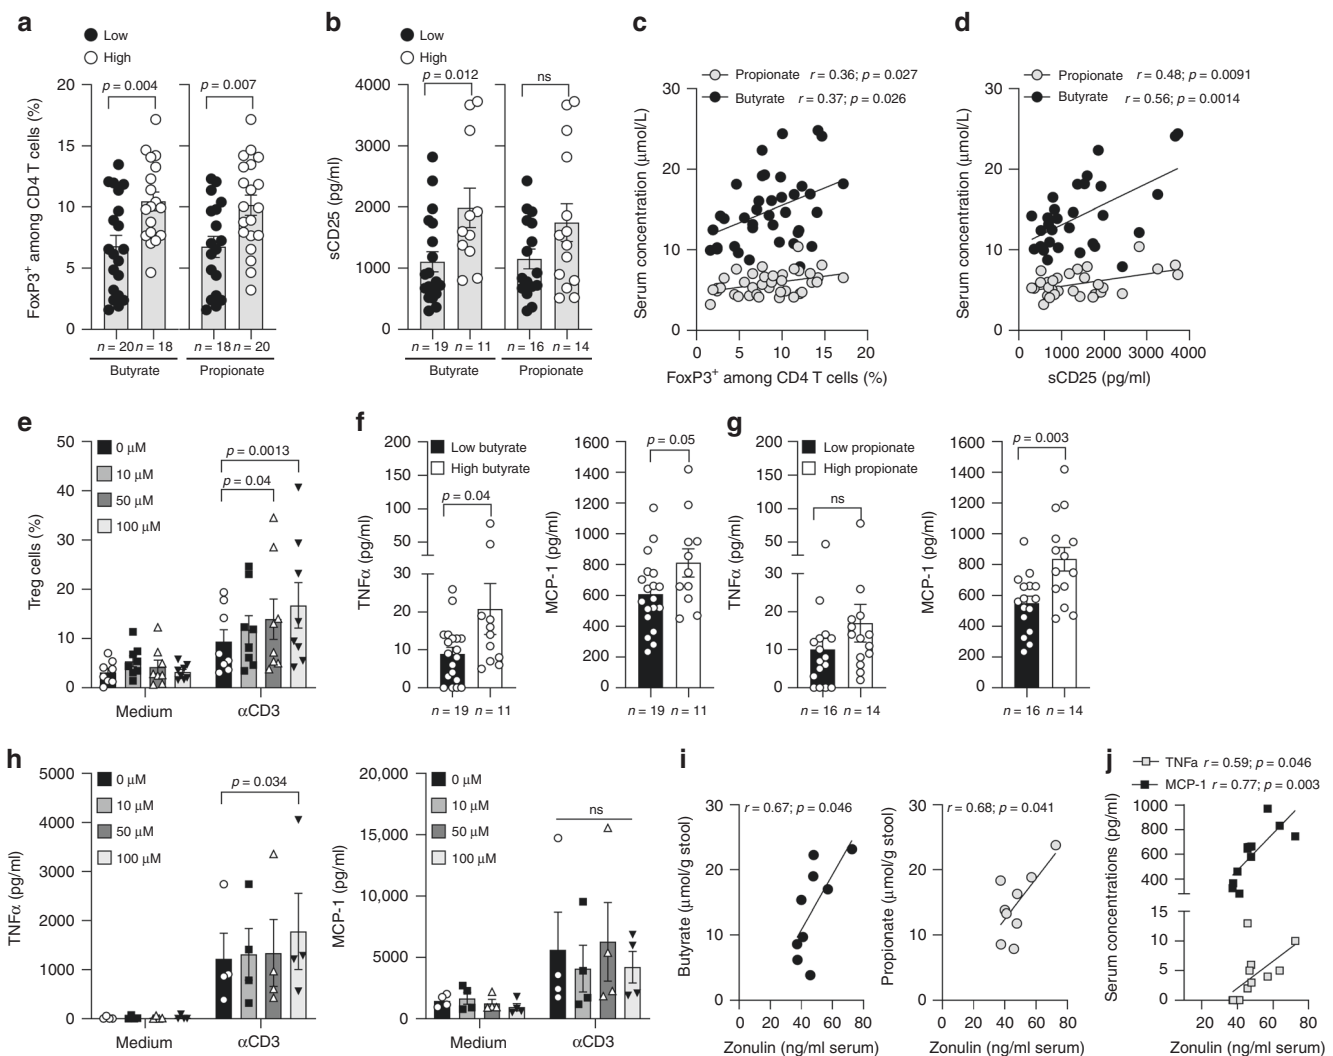 a
Low
High
FoxP3+ among CD4 T cells (%)
20
15
10
5
0
p = 0.004
p = 0.007
n = 20 n = 18
n = 18 n = 20
Butyrate
Propionate
b
Low
High
sCD25 (pg/ml)
4000
3000
2000
1000
0
p = 0.012
ns
n = 19
n = 11
n = 16
n = 14
Butyrate
Propionate
c
Propionate r = 0.36; p = 0.027
Butyrate r = 0.37; p = 0.026
Serum concentration (μmol/L)
30
20
10
0
0 5 10 15 20
FoxP3+ among CD4 T cells (%)
d
Propionate r = 0.48; p = 0.0091
Butyrate r = 0.56; p = 0.0014
Serum concentration (μmol/L)
30
20
10
0
0 1000 2000 3000 4000
sCD25 (pg/ml)
e
Treg cells (%)
50
40
30
20
10
0
0 μM
10 μM
50 μM
100 μM
p = 0.0013
p = 0.04
Medium
αCD3
f
Low butyrate
High butyrate
TNFα (pg/ml)
200
150
100
50
30
20
10
0
p = 0.04
n = 19 n = 11
MCP-1 (pg/ml)
1600
1400
1200
1000
800
600
400
200
0
p = 0.05
n = 19 n = 11
g
Low propionate
High propionate
TNFα (pg/ml)
200
150
100
50
30
20
10
0
ns
n = 16 n = 14
MCP-1 (pg/ml)
1600
1400
1200
1000
800
600
400
200
0
p = 0.003
n = 16 n = 14
h
TNFα (pg/ml)
5000
4000
3000
2000
1000
0
0 μM
10 μM
50 μM
100 μM
p = 0.034
Medium
αCD3
MCP-1 (pg/ml)
20,000
15,000
10,000
5000
0
0 μM
10 μM
50 μM
100 μM
ns
Medium
αCD3
i
r = 0.67; p = 0.046
Butyrate (μmol/g stool)
30
20
10
0
0 20 40 60 80
Zonulin (ng/ml serum)
r = 0.68; p = 0.041
Propionate (μmol/g stool)
30
20
10
0
0 20 40 60 80
Zonulin (ng/ml serum)
j
TNFa r = 0.59; p = 0.046
MCP-1 r = 0.77; p = 0.003
Serum concentrations (pg/ml)
1000
800
600
400
15
10
5
0
20 40 60 80
Zonulin (ng/ml serum)